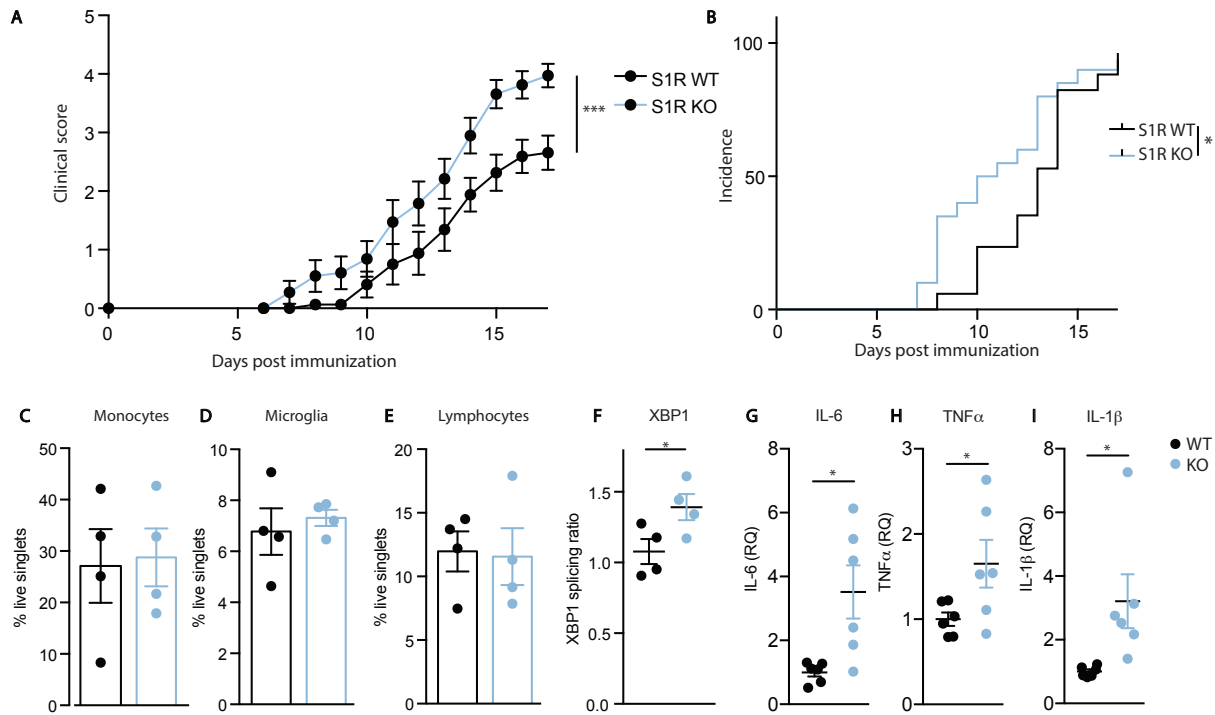 A
Clinical score
5
4
3
2
1
0
0
5
10
15
Days post immunization
S1R WT
S1R KO
***
B
Incidence
100
50
0
0
5
10
15
Days post immunization
S1R WT
S1R KO
*
C
Monocytes
% live singlets
50
40
30
20
10
0
D
Microglia
% live singlets
10
8
6
4
2
0
E
Lymphocytes
% live singlets
20
15
10
5
0
F
XBP1
*
XBP1 splicing ratio
1.5
1.0
0.5
0.0
G
IL-6
*
IL-6 (RQ)
8
6
4
2
0
H
TNFα
*
TNFα (RQ)
3
2
1
0
I
IL-1β
*
IL-1β (RQ)
8
6
4
2
0
WT
KO